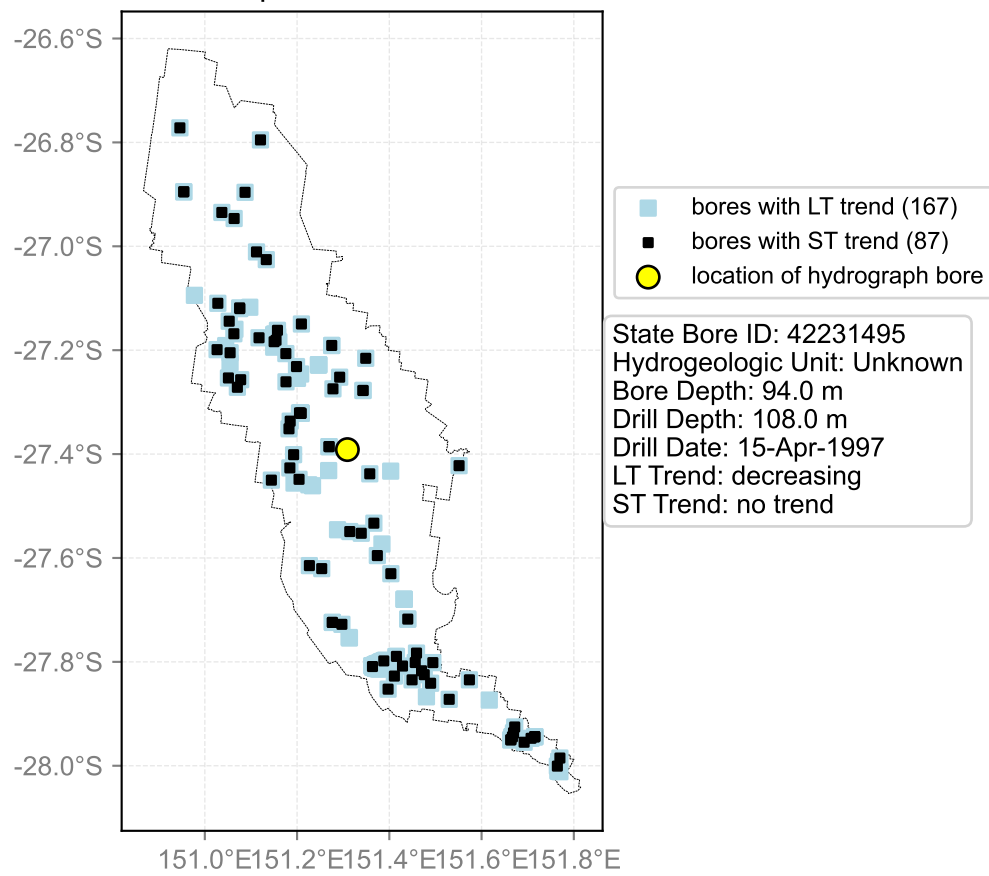 -26.6°S
-26.8°S
-27.0°S
-27.2°S
-27.4°S
-27.6°S
-27.8°S
-28.0°S
151.0°E151.2°E151.4°E151.6°E151.8°E
bores with LT trend (167)
bores with ST trend (87)
location of hydrograph bore
State Bore ID: 42231495
Hydrogeologic Unit: Unknown
Bore Depth: 94.0 m
Drill Depth: 108.0 m
Drill Date: 15-Apr-1997
LT Trend: decreasing
ST Trend: no trend